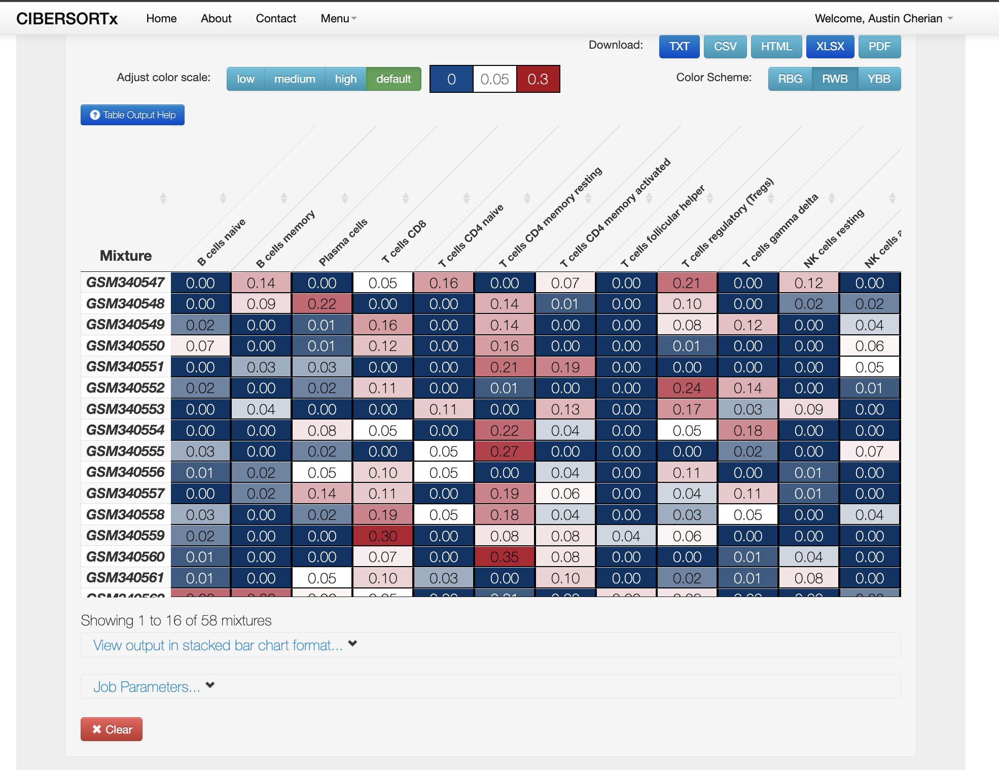 CIBERSORTx Home About Contact Menu Welcome, Austin Cherian
Download: TXT CSV HTML XLSX PDF
Adjust color scale: low medium high default 0 0.05 0.3 Color Scheme: RBG RWB YBB
? Table Output Help
Mixture B cells naive B cells memory Plasma cells T cells CD8 T cells CD4 naive T cells CD4 memory resting T cells CD4 memory activated T cells follicular helper T cells regulatory (Tregs) T cells gamma delta NK cells resting NK cells
GSM340547 0.00 0.14 0.00 0.05 0.16 0.00 0.07 0.00 0.21 0.00 0.12 0.00
GSM340548 0.00 0.09 0.22 0.00 0.00 0.14 0.01 0.00 0.10 0.00 0.02 0.02
GSM340549 0.02 0.00 0.01 0.16 0.00 0.14 0.00 0.00 0.08 0.12 0.00 0.04
GSM340550 0.07 0.00 0.01 0.12 0.00 0.16 0.00 0.00 0.01 0.00 0.00 0.06
GSM340551 0.00 0.03 0.03 0.00 0.00 0.21 0.19 0.00 0.00 0.00 0.00 0.05
GSM340552 0.02 0.00 0.02 0.11 0.00 0.01 0.00 0.00 0.24 0.14 0.00 0.01
GSM340553 0.00 0.04 0.00 0.00 0.11 0.00 0.13 0.00 0.17 0.03 0.09 0.00
GSM340554 0.00 0.00 0.08 0.05 0.00 0.22 0.04 0.00 0.05 0.18 0.00 0.00
GSM340555 0.03 0.00 0.02 0.00 0.05 0.27 0.00 0.00 0.00 0.02 0.00 0.07
GSM340556 0.01 0.02 0.05 0.10 0.05 0.00 0.04 0.00 0.11 0.00 0.01 0.00
GSM340557 0.00 0.02 0.14 0.11 0.00 0.19 0.06 0.00 0.04 0.11 0.01 0.00
GSM340558 0.03 0.00 0.02 0.19 0.05 0.18 0.04 0.00 0.03 0.05 0.00 0.04
GSM340559 0.02 0.00 0.00 0.30 0.00 0.08 0.08 0.04 0.06 0.00 0.00 0.00
GSM340560 0.01 0.00 0.00 0.07 0.00 0.35 0.08 0.00 0.00 0.01 0.04 0.00
GSM340561 0.01 0.00 0.05 0.10 0.03 0.00 0.10 0.00 0.02 0.01 0.08 0.00
Showing 1 to 16 of 58 mixtures
View output in stacked bar chart format...
Job Parameters...
Clear